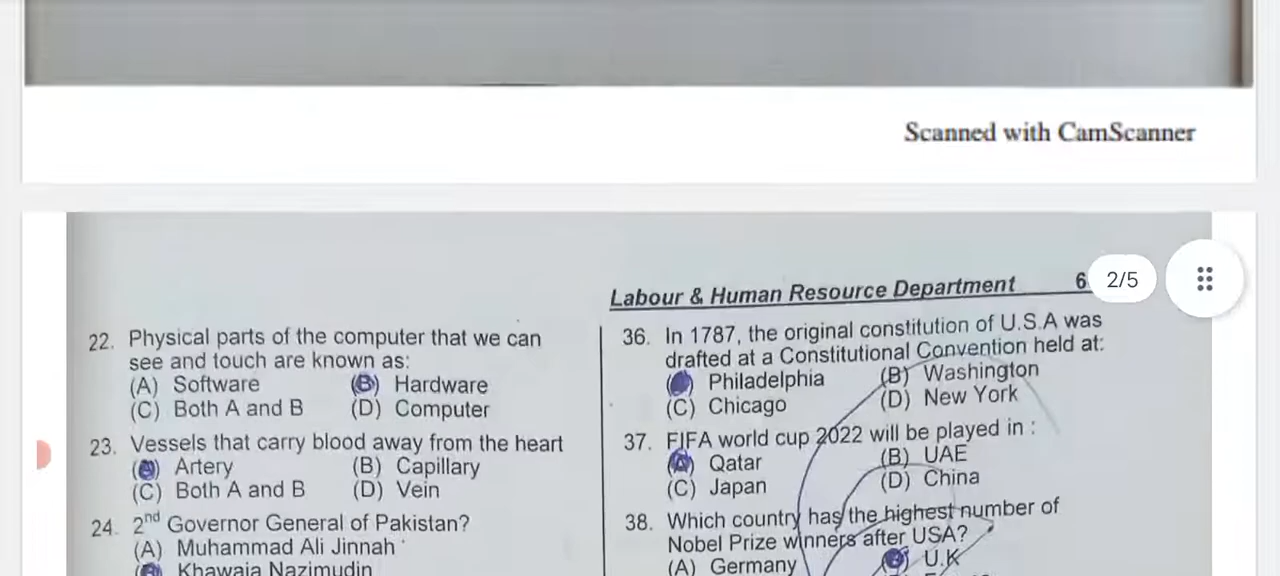 Scanned with CamScanner
2/5
Labour & Human Resource Department 6
22. Physical parts of the computer that we can
see and touch are known as:
(A) Software (B) Hardware
(C) Both A and B (D) Computer
23. Vessels that carry blood away from the heart
(A) Artery (B) Capillary
(C) Both A and B (D) Vein
24. 2nd Governor General of Pakistan?
(A) Muhammad Ali Jinnah
Khawaja Nazimudin
36. In 1787, the original constitution of U.S.A was
drafted at a Constitutional Convention held at:
Philadelphia (B) Washington
(C) Chicago (D) New York
37. FIFA world cup 2022 will be played in :
(A) Qatar (B) UAE
(C) Japan (D) China
38. Which country has the highest number of
Nobel Prize winners after USA?
(A) Germany U.K